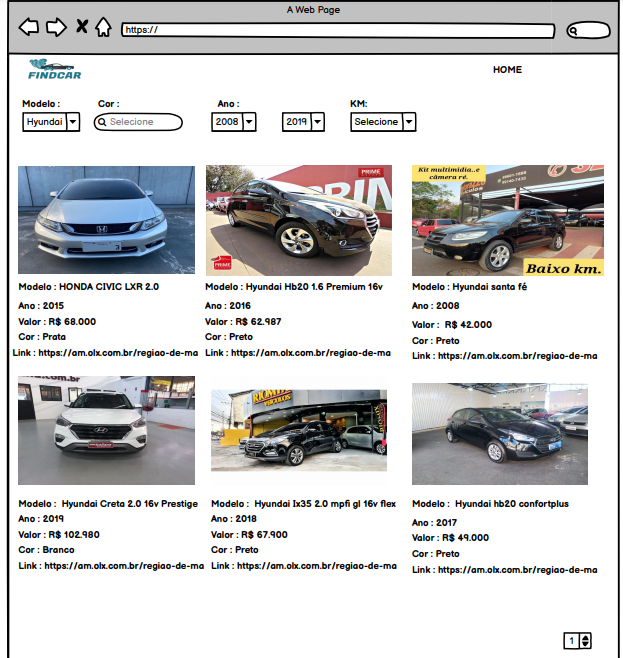 A Web Page
https://
FINDCAR
HOME
Modelo :
Cor :
Ano :
KM:
Hyundai
Selecione
2008
2019
Selecione
PRIME
PRIME
Kit multimidia..e
câmera ré.
Baixo km.
Modelo : HONDA CIVIC LXR 2.0
Ano : 2015
Valor : R$ 68.000
Cor : Prata
Link : https://am.olx.com.br/regiao-de-ma
Modelo : Hyundai Hb20 1.6 Premium 16v
Ano : 2016
Valor : R$ 62.987
Cor : Preto
Link : https://am.olx.com.br/regiao-de-ma
Modelo : Hyundai santa fé
Ano : 2008
Valor : R$ 42.000
Cor : Preto
Link : https://am.olx.com.br/regiao-de-ma
Modelo : Hyundai Creta 2.0 16v Prestige
Ano : 2019
Valor : R$ 102.980
Cor : Branco
Link : https://am.olx.com.br/regiao-de-ma
Modelo : Hyundai Ix35 2.0 mpfi gl 16v flex
Ano : 2018
Valor : R$ 67.900
Cor : Preto
Link : https://am.olx.com.br/regiao-de-ma
Modelo : Hyundai hb20 confortplus
Ano : 2017
Valor : R$ 49.000
Cor : Preto
Link : https://am.olx.com.br/regiao-de-ma
1